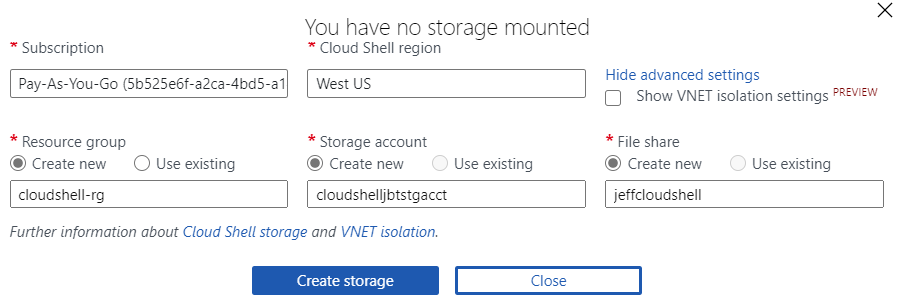 You have no storage mounted
* Subscription
* Cloud Shell region
Pay-As-You-Go (5b525e6f-a2ca-4bd5-a1
West US
Hide advanced settings
Show VNET isolation settings PREVIEW
* Resource group
* Storage account
* File share
Create new Use existing
Create new Use existing
Create new Use existing
cloudshell-rg
cloudshelljbtstgacct
jeffcloudshell
Further information about Cloud Shell storage and VNET isolation.
Create storage
Close